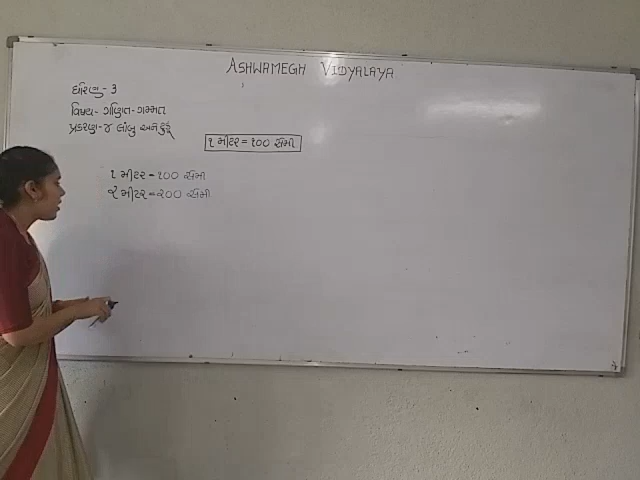 ASHWAMEGH VIDYALAYA
ધોરણ - 3
વિષય - ગણિત - ગમ્મત
પ્રકરણ - ૪ લાંબુ અને ટૂંકું
૧ મીટર = ૧૦૦ સેમી
૧ મીટર = ૧૦૦ સેમી
૨ મીટર = ૨૦૦ સેમી